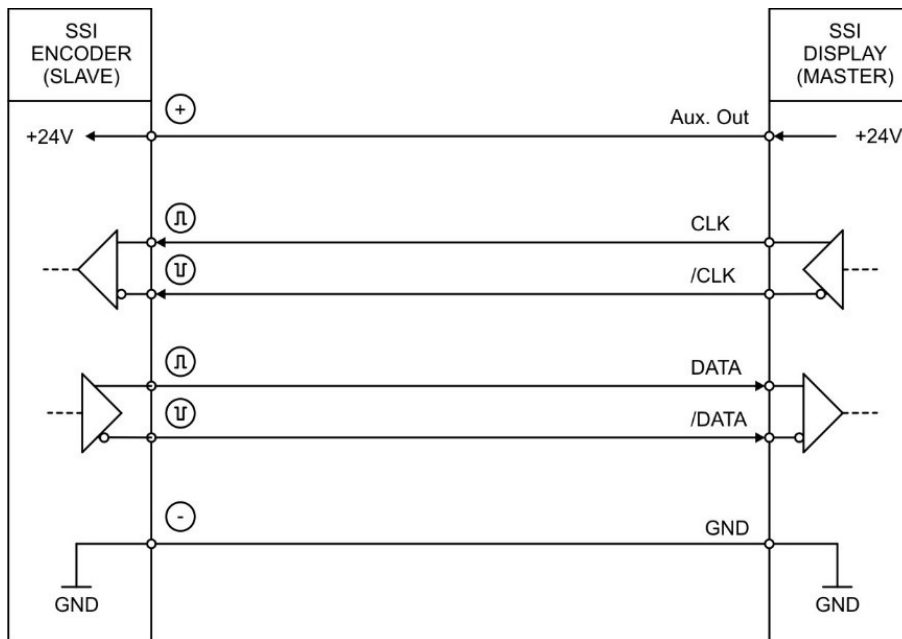 SSI
ENCODER
(SLAVE)
SSI
DISPLAY
(MASTER)
+
Aux. Out
+24V
+24V
CLK
/CLK
DATA
/DATA
-
GND
GND
GND